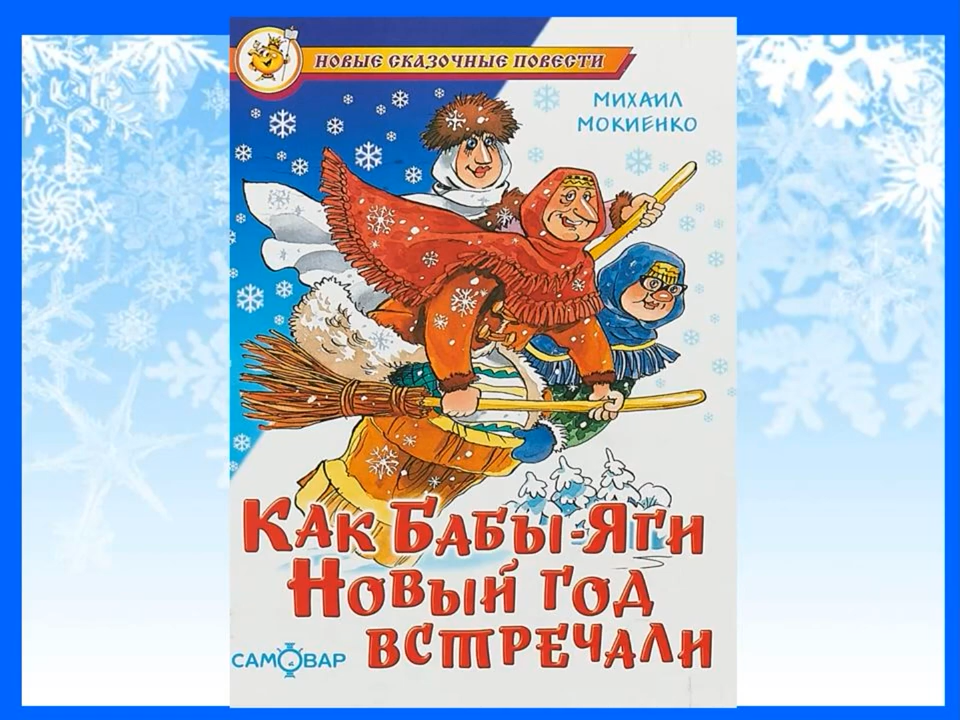 НОВЫЕ СКАЗОЧНЫЕ ПОВЕСТИ
МИХАИЛ
МОКИЕНКО
КАК БАБЫ-ЯГИ
НОВЫЙ ГОД
ВСТРЕЧАЛИ
САМОВАР